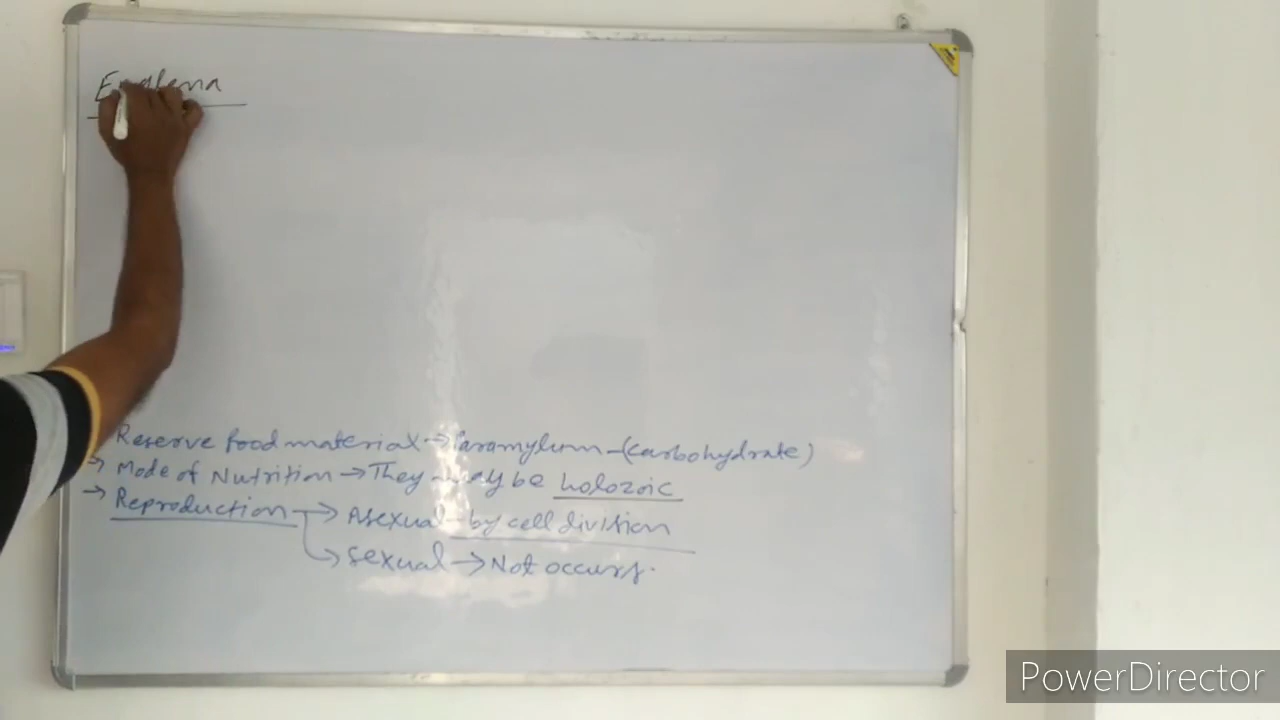 Euglena
Reserve food material → Paramylum - (carbohydrate)
→ Mode of Nutrition → They may be holozoic
→ Reproduction → Asexual - by cell division
→ sexual → Not occurs.
PowerDirector